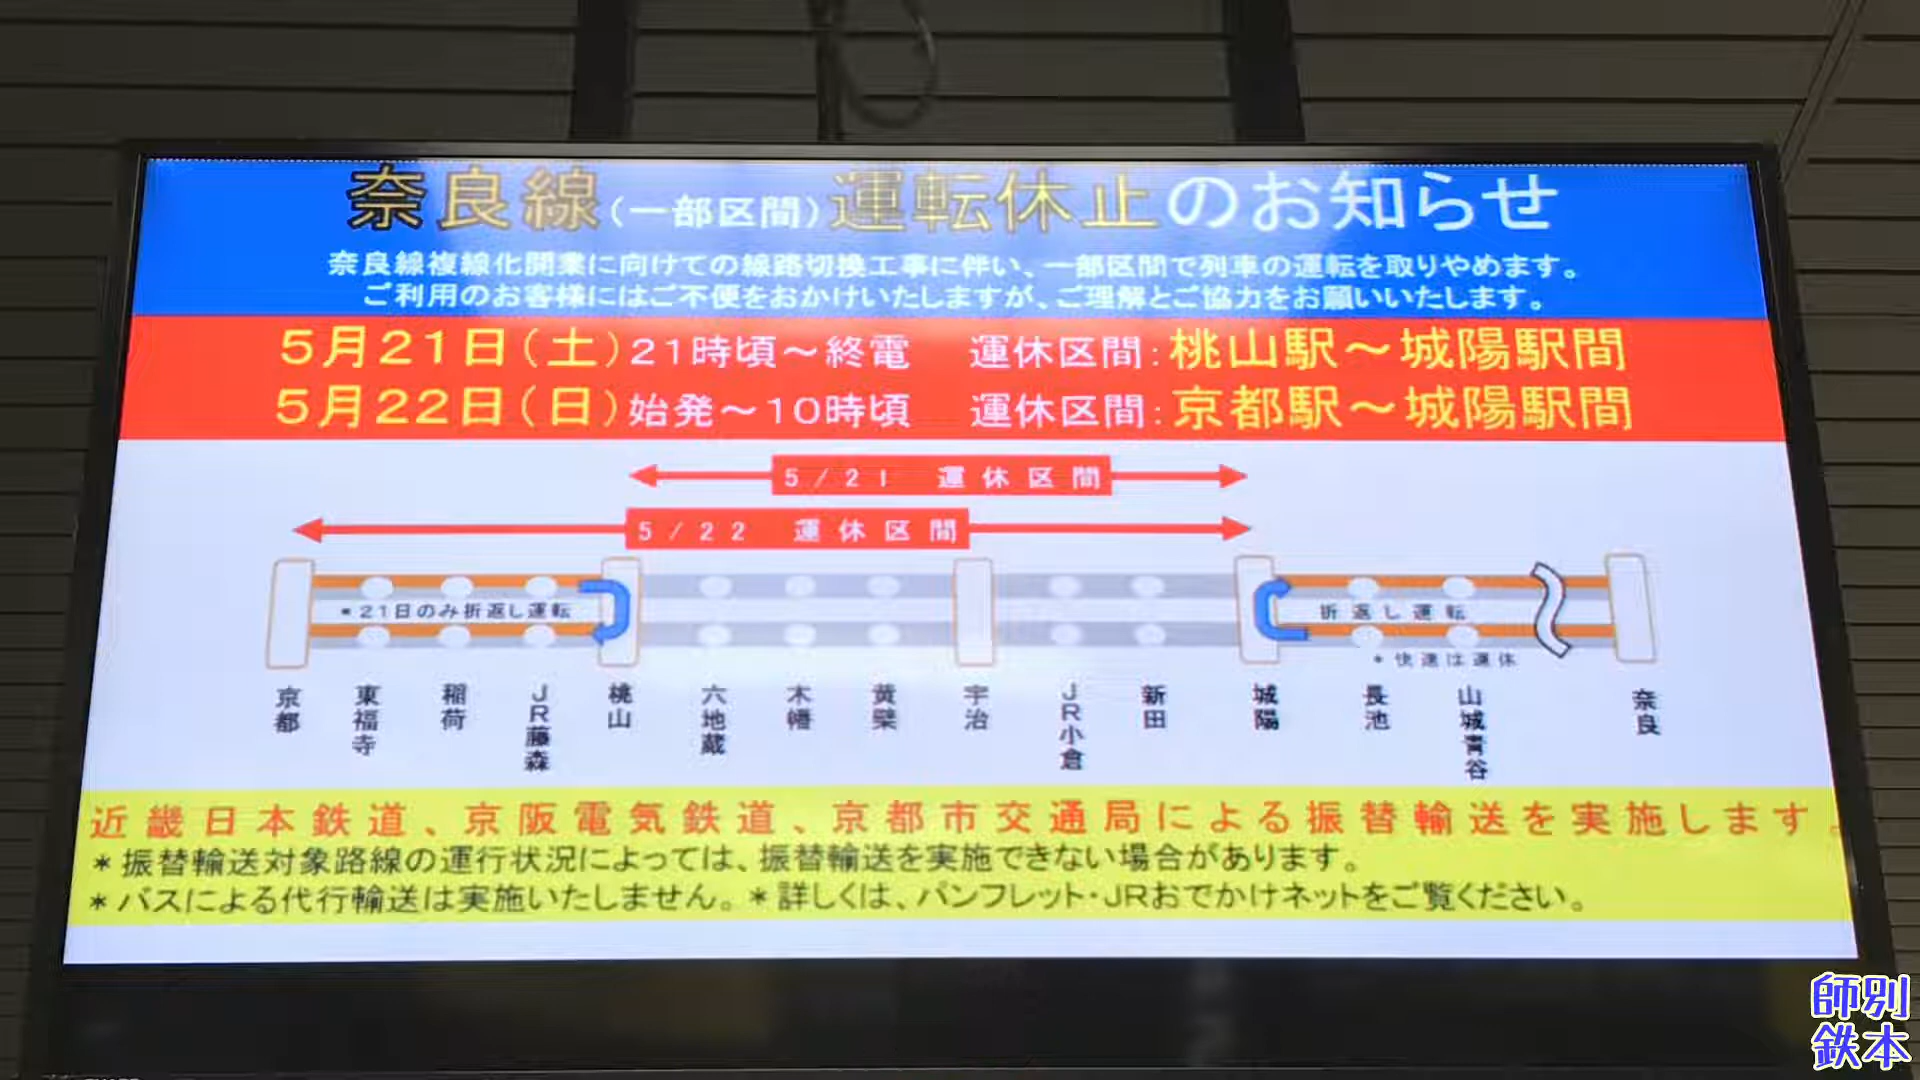 奈良線(一部区間)運転休止のお知らせ
奈良線複線化開業に向けての線路切換工事に伴い、一部区間で列車の運転を取りやめます。
ご利用のお客様にはご不便をおかけいたしますが、ご理解とご協力をお願いいたします。
5月21日(土)21時頃〜終電 運休区間:桃山駅〜城陽駅間
5月22日(日)始発〜10時頃 運休区間:京都駅〜城陽駅間
5/21 運休区間
5/22 運休区間
*21日のみ折返し運転
折返し運転
*快速は運休
京都
東福寺
稲荷
JR藤森
桃山
六地蔵
木幡
黄檗
宇治
JR小倉
新田
城陽
長池
山城青谷
奈良
近畿日本鉄道、京阪電気鉄道、京都市交通局による振替輸送を実施します。
*振替輸送対象路線の運行状況によっては、振替輸送を実施できない場合があります。
*バスによる代行輸送は実施いたしません。*詳しくは、パンフレット・JRおでかけネットをご覧ください。
師別
鉄本